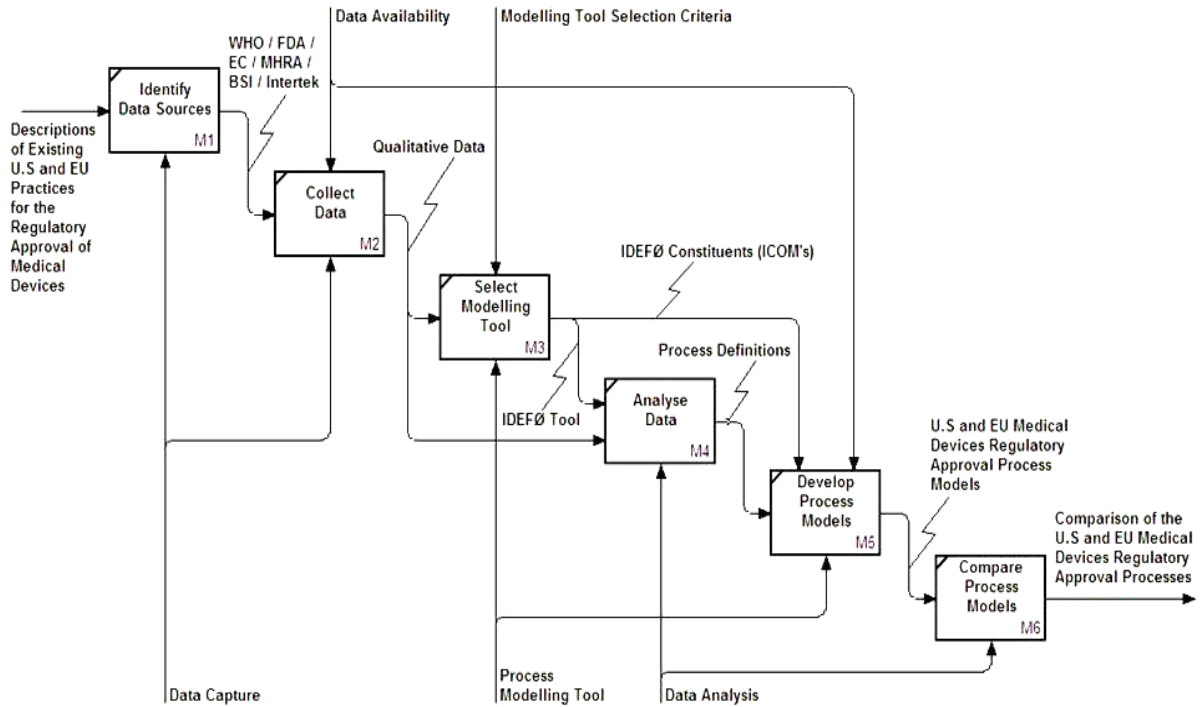 Data Availability
Modelling Tool Selection Criteria
WHO / FDA /
EC / MHRA /
BSI / Intertek
Identify
Data Sources
M1
Descriptions
of Existing
U.S and EU
Practices
for the
Regulatory
Approval of
Medical
Devices
Qualitative Data
Collect
Data
M2
IDEFØ Constituents (ICOM's)
Select
Modelling
Tool
M3
Process Definitions
IDEFØ Tool
Analyse
Data
M4
U.S and EU Medical
Devices Regulatory
Approval Process
Models
Develop
Process
Models
M5
Comparison of the
U.S and EU Medical
Devices Regulatory
Approval Processes
Compare
Process
Models
M6
Data Capture
Process
Modelling Tool
Data Analysis